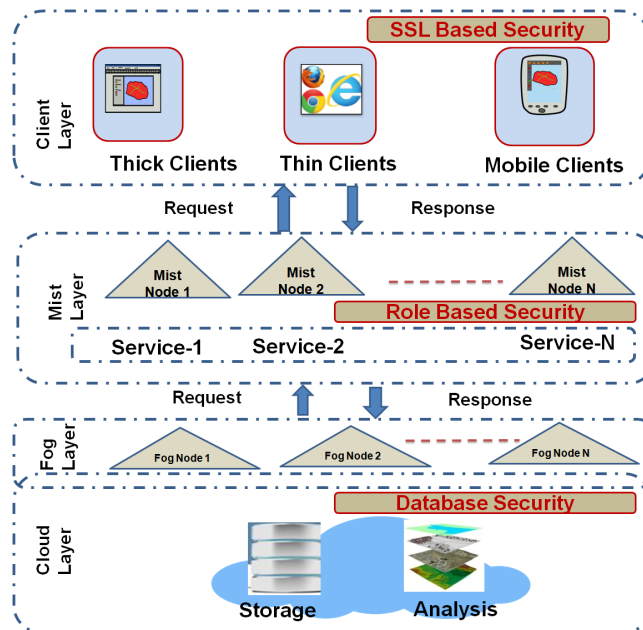 SSL Based Security
Client
Layer
Thick Clients
Thin Clients
Mobile Clients
Request
Response
Mist
Layer
Mist
Node 1
Mist
Node 2
Mist
Node N
Role Based Security
Service-1
Service-2
Service-N
Request
Response
Fog
Layer
Fog Node 1
Fog Node 2
Fog Node N
Cloud
Layer
Database Security
Storage
Analysis